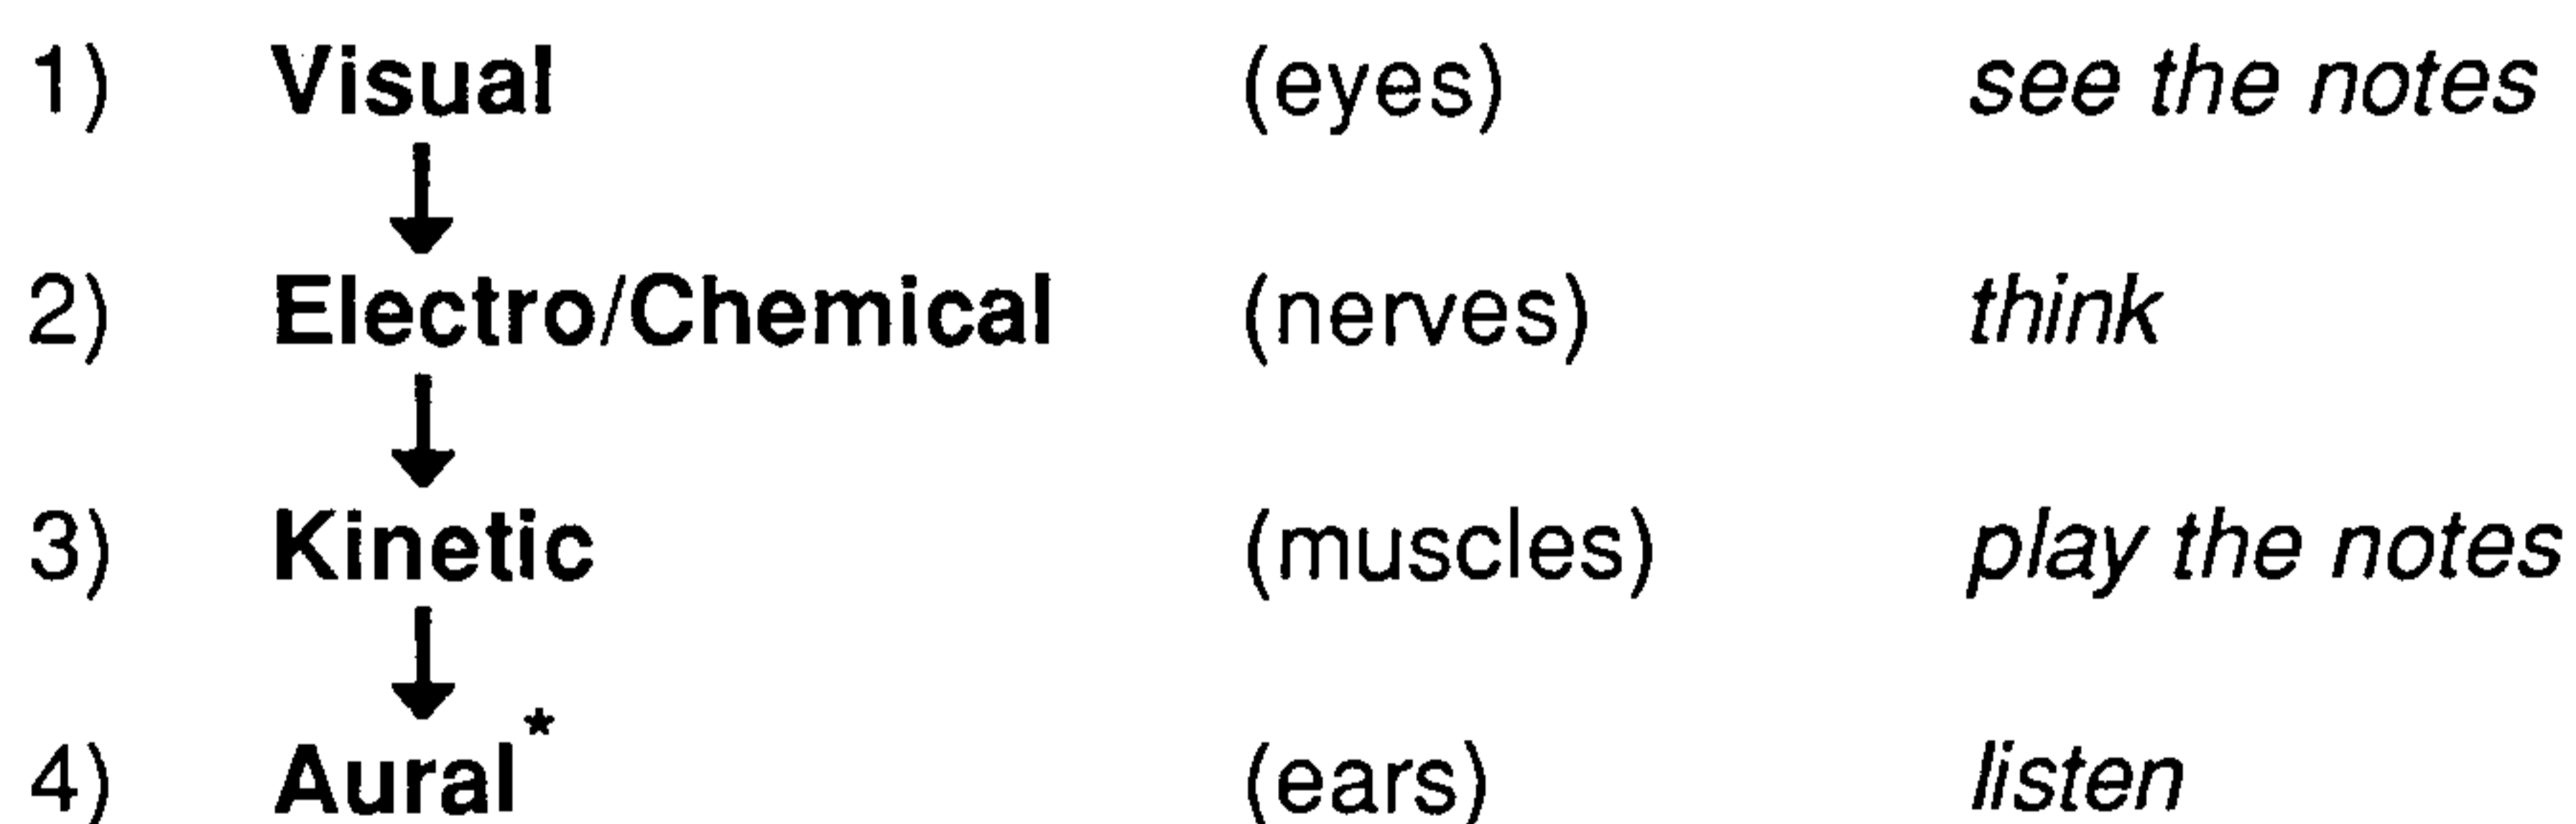 1) Visual (eyes) see the notes
2) Electro/Chemical (nerves) think
3) Kinetic (muscles) play the notes
4) Aural* (ears) listen